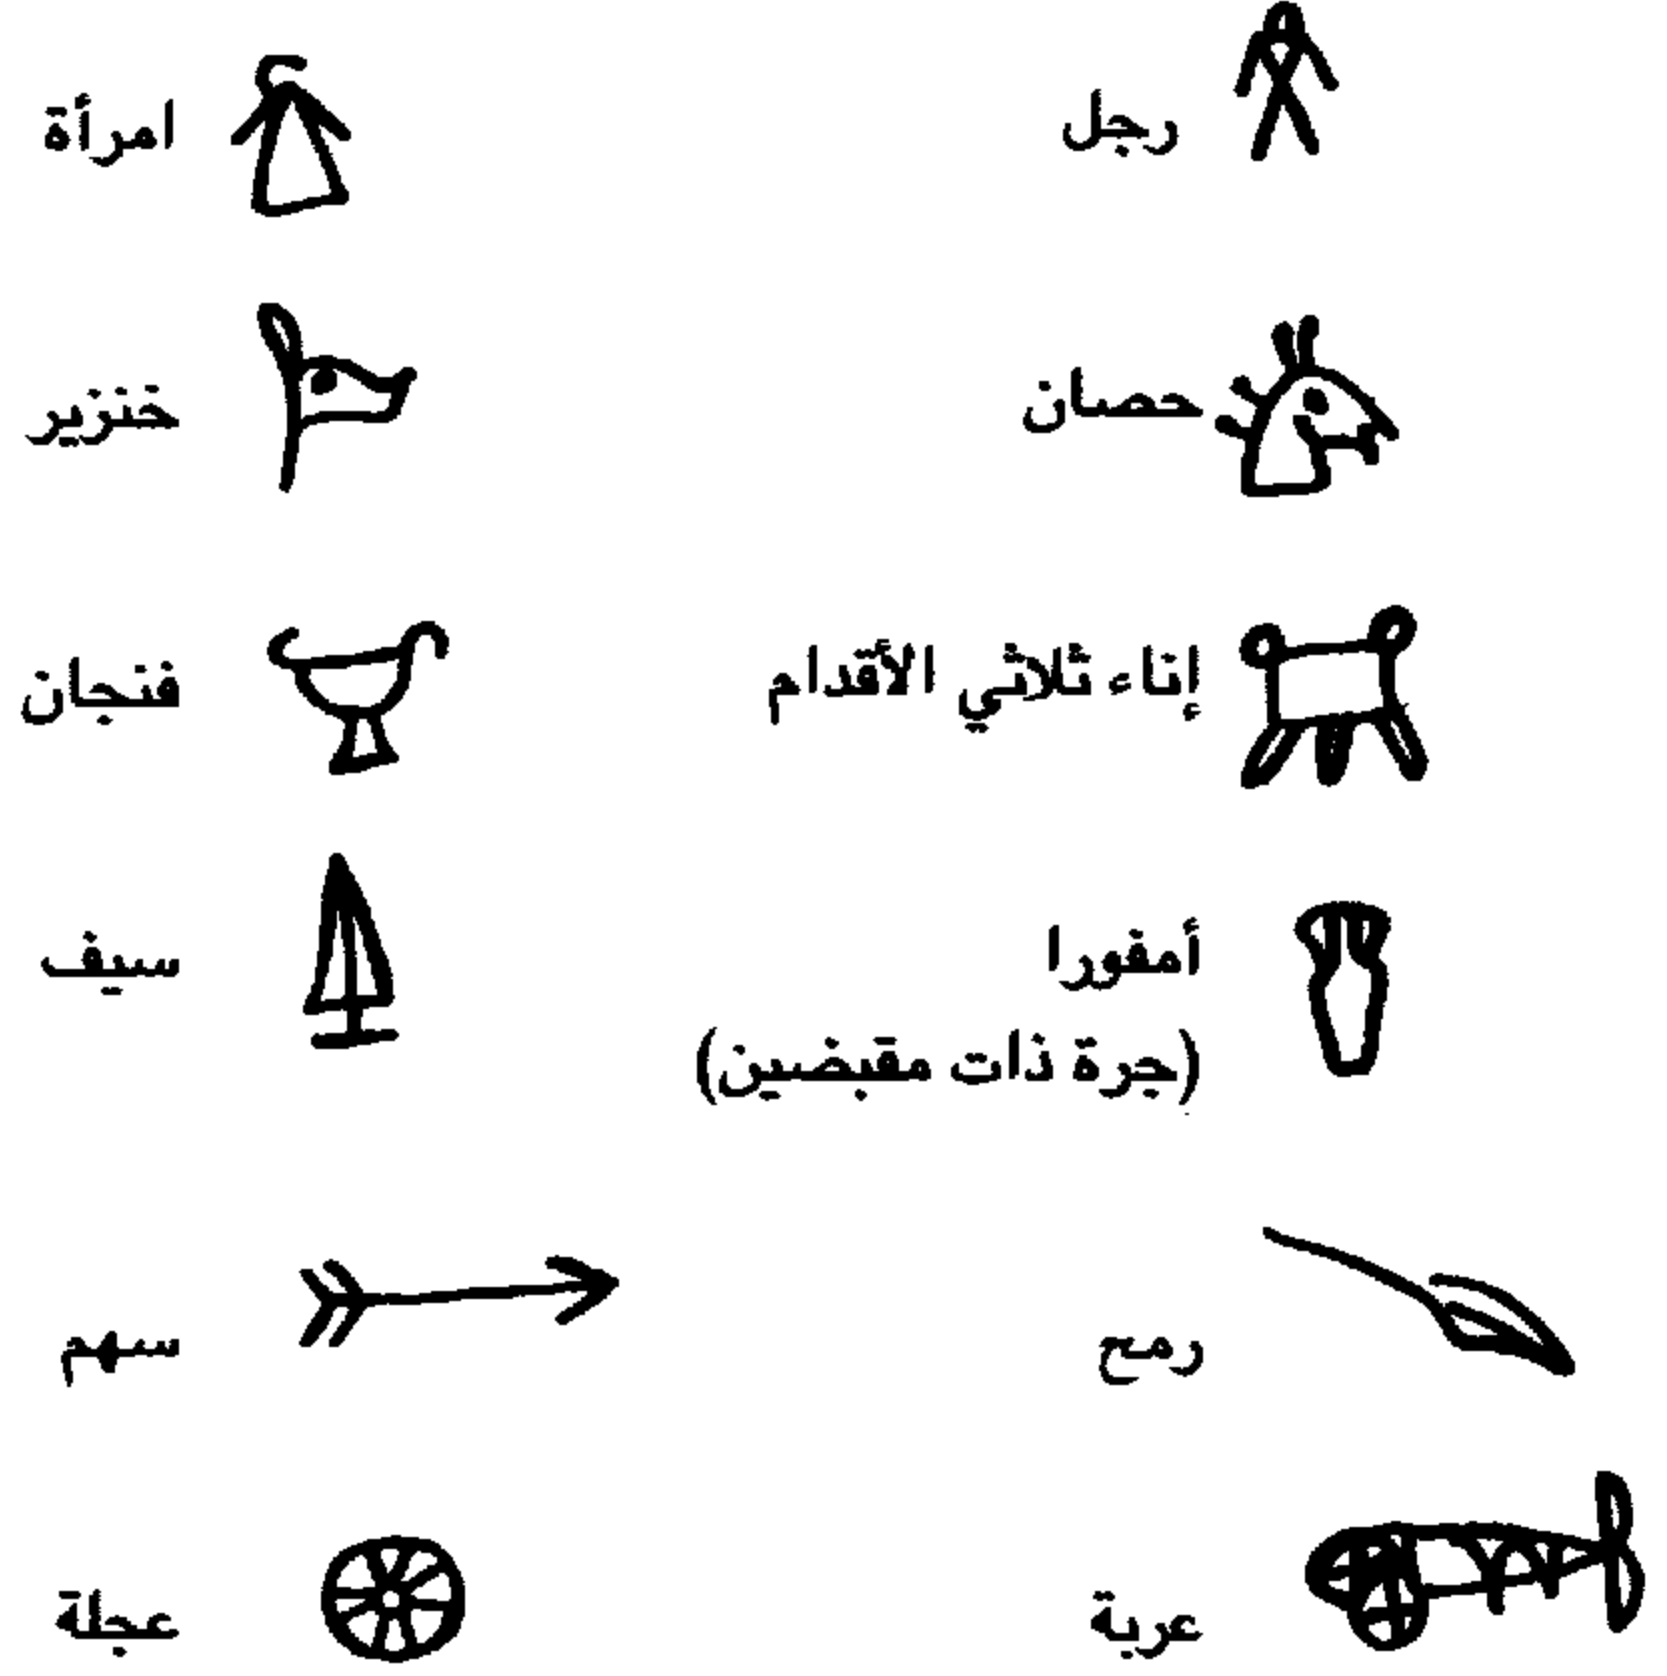 رجل
امرأة
حصان
خنزير
إناء ثلاثي الأقدام
فنجان
أمفورا
(جرة ذات مقبضين)
سيف
رمح
سهم
عربة
عجلة